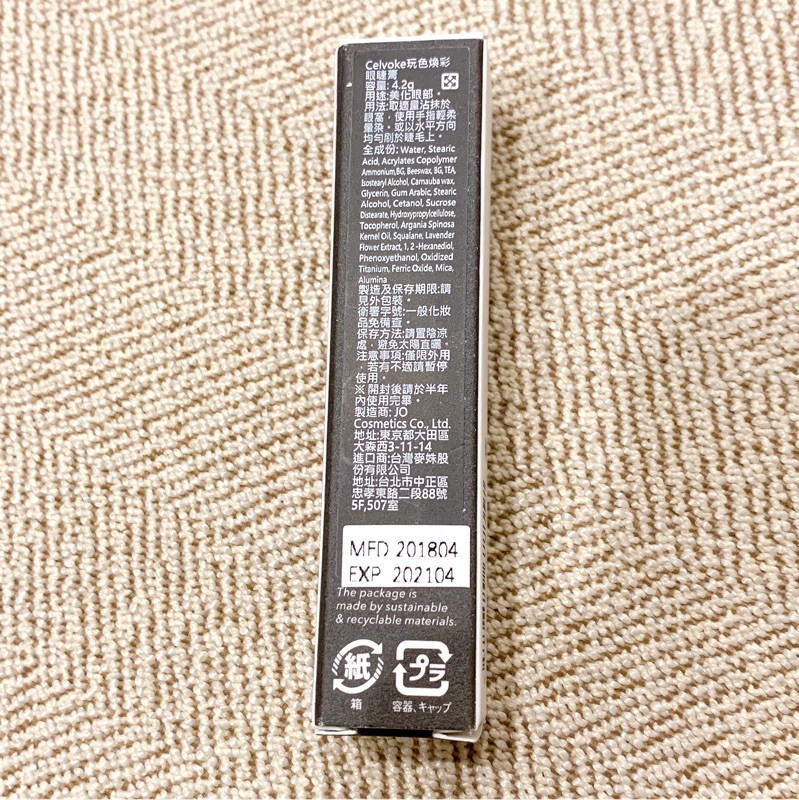 Celvoke玩色煥彩
眼睫膏
容量: 4.2g
用途:美化眼部。
用法:取適量沾抹於
眼窩，使用手指輕柔
暈染。或以水平方向
均勻刷於睫毛上。
全成份: Water, Stearic
Acid, Acrylates Copolymer
Ammonium,BG, Beeswax, BG, TEA,
Isostearyl Alcohol, Carnauba wax,
Glycerin, Gum Arabic, Stearic
Alcohol, Cetanol, Sucrose
Distearate, Hydroxypropylcellulose,
Tocopherol, Argania Spinosa
Kernel Oil, Squalane, Lavender
Flower Extract, 1, 2 -Hexanediol,
Phenoxyethanol, Oxidized
Titanium, Ferric Oxide, Mica,
Alumina
製造及保存期限:請
見外包裝。
衛署字號:一般化妝
品免備查。
保存方法:請置陰涼
處，避免太陽直曬。
注意事項:僅限外用
，若有不適請暫停
使用。
※開封後請於半年
內使用完畢。
製造商: JO
Cosmetics Co., Ltd.
地址:東京都大田區
大森西3-11-14
進口商:台灣麥姝股
份有限公司
地址:台北市中正區
忠孝東路二段88號
5F,507室
MFD 201804
EXP 202104
The package is
made by sustainable
& recyclable materials.
紙 プラ
箱 容器、キャップ